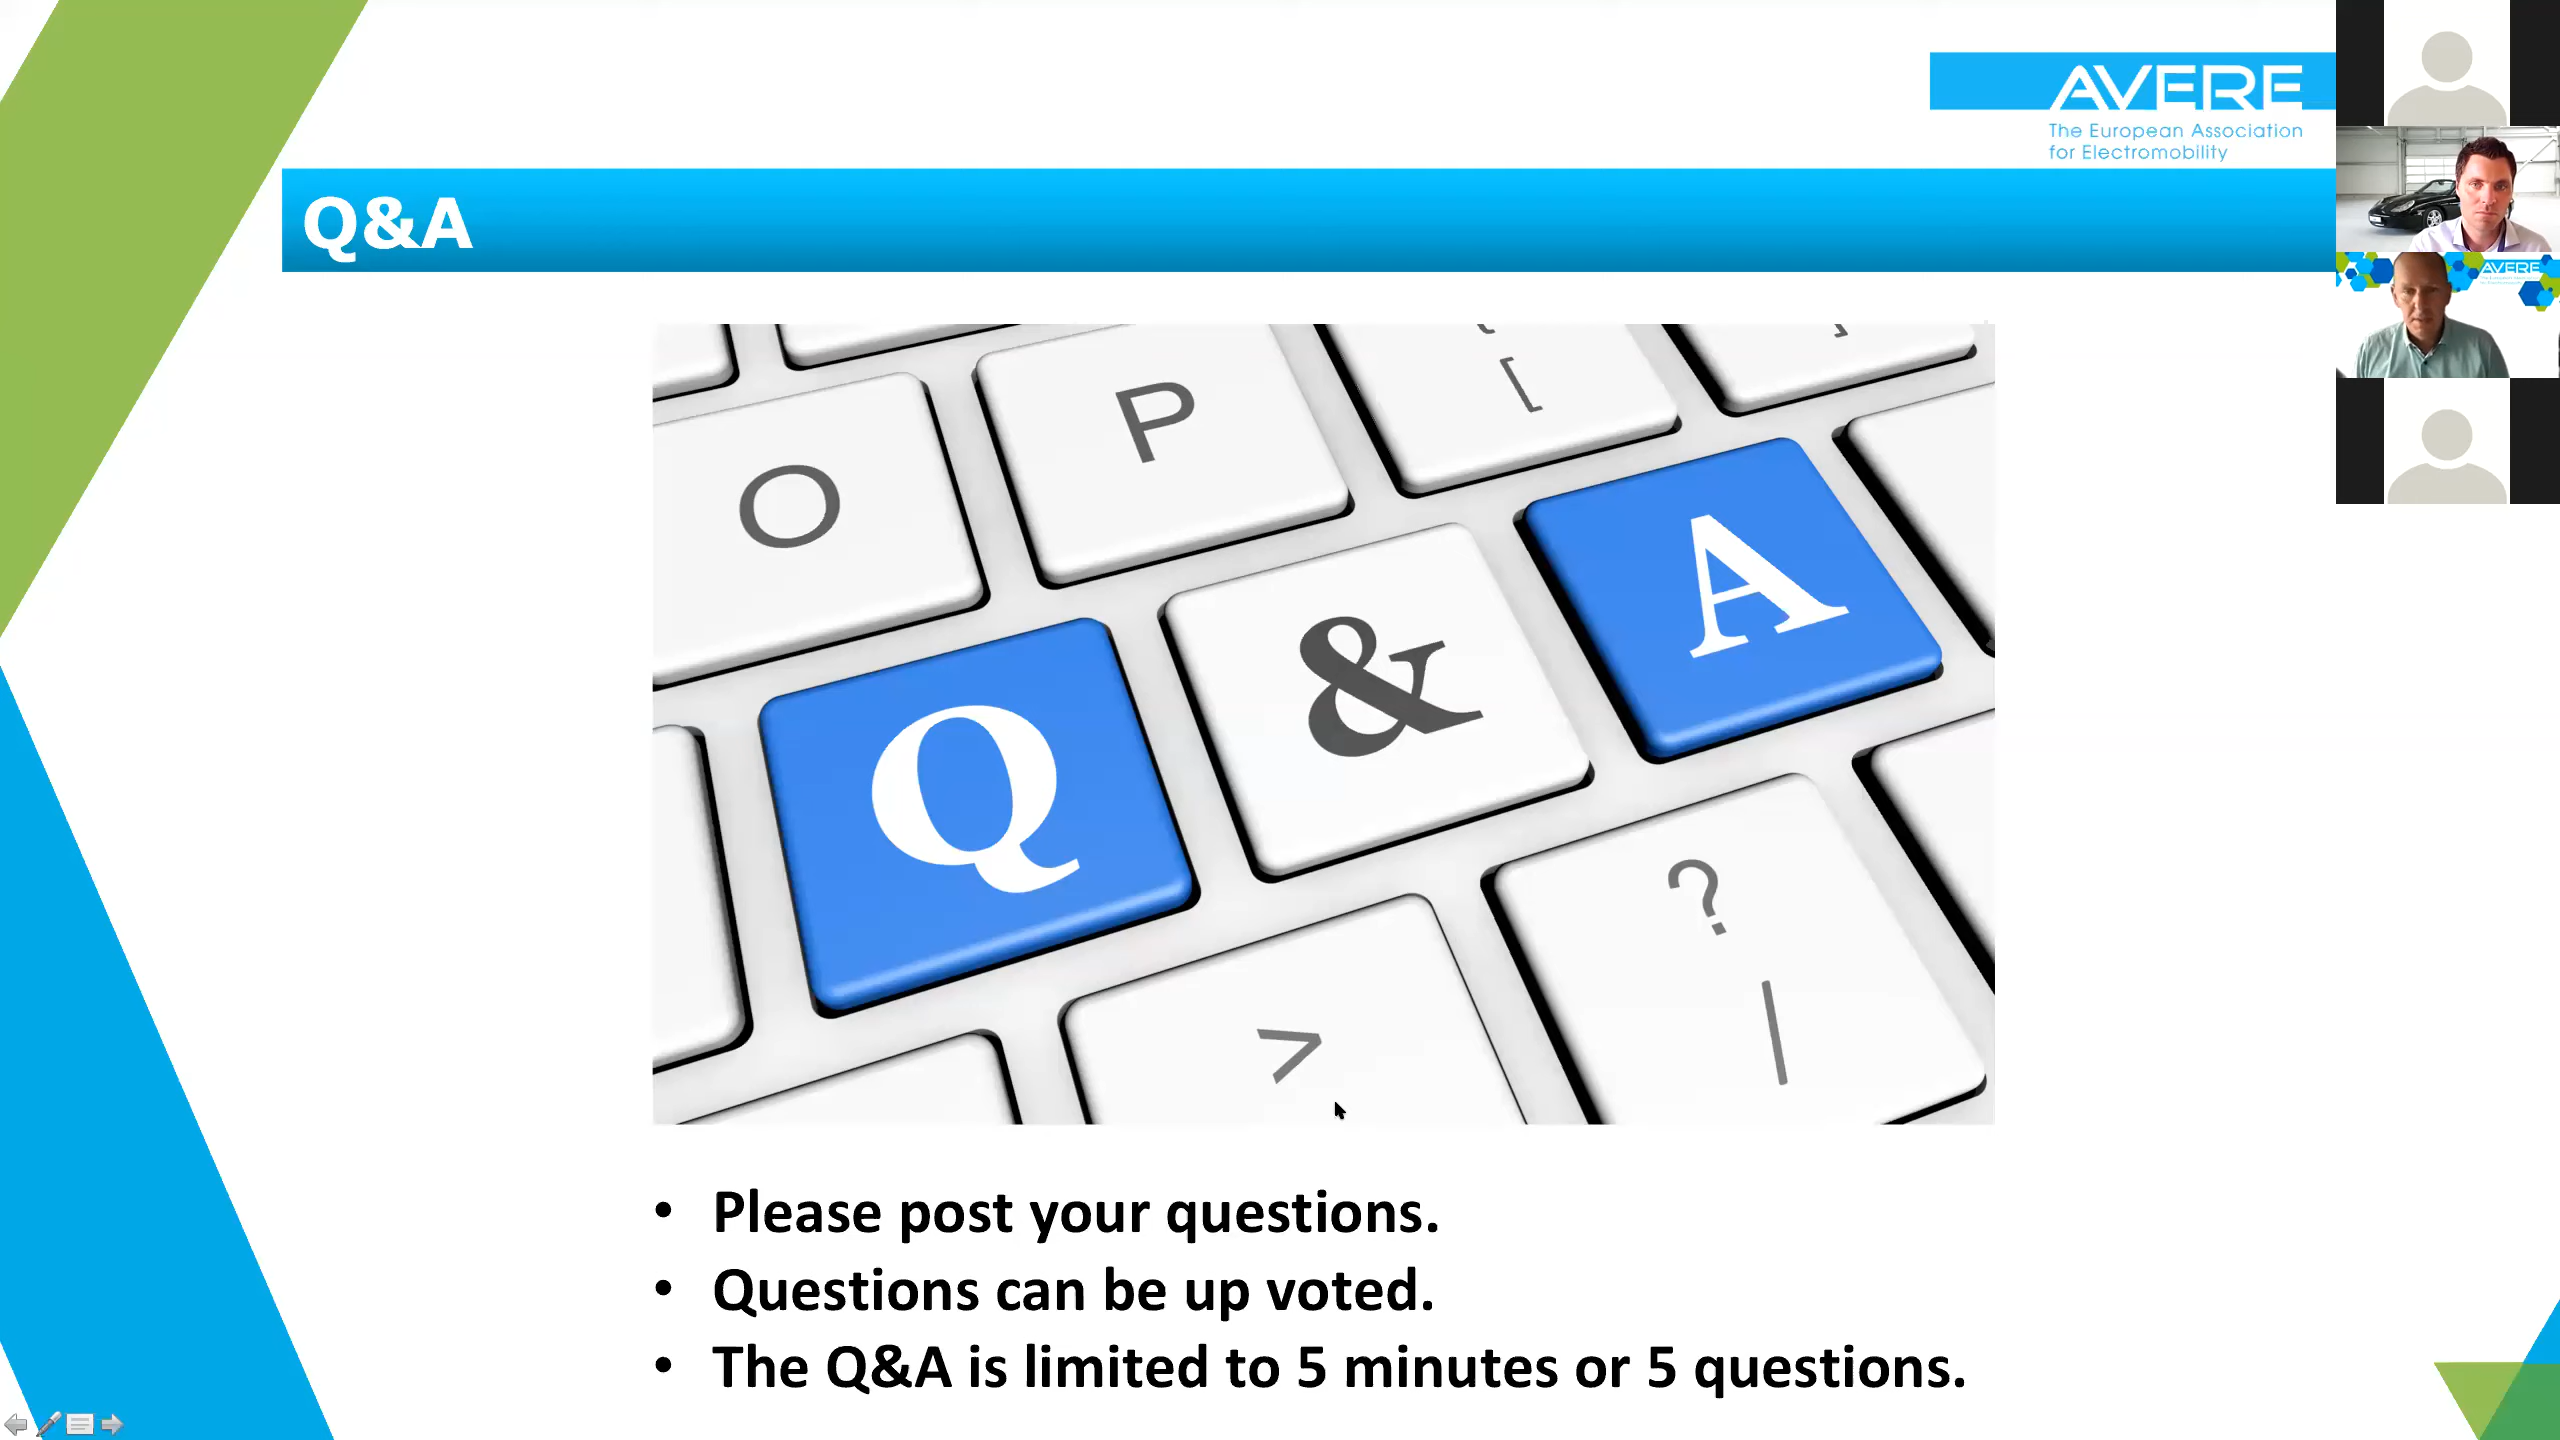 AVERE
The European Association
for Electromobility
Q&A
AVERE
O
P
[
Q
&
A
?
/
>
• Please post your questions.
• Questions can be up voted.
• The Q&A is limited to 5 minutes or 5 questions.